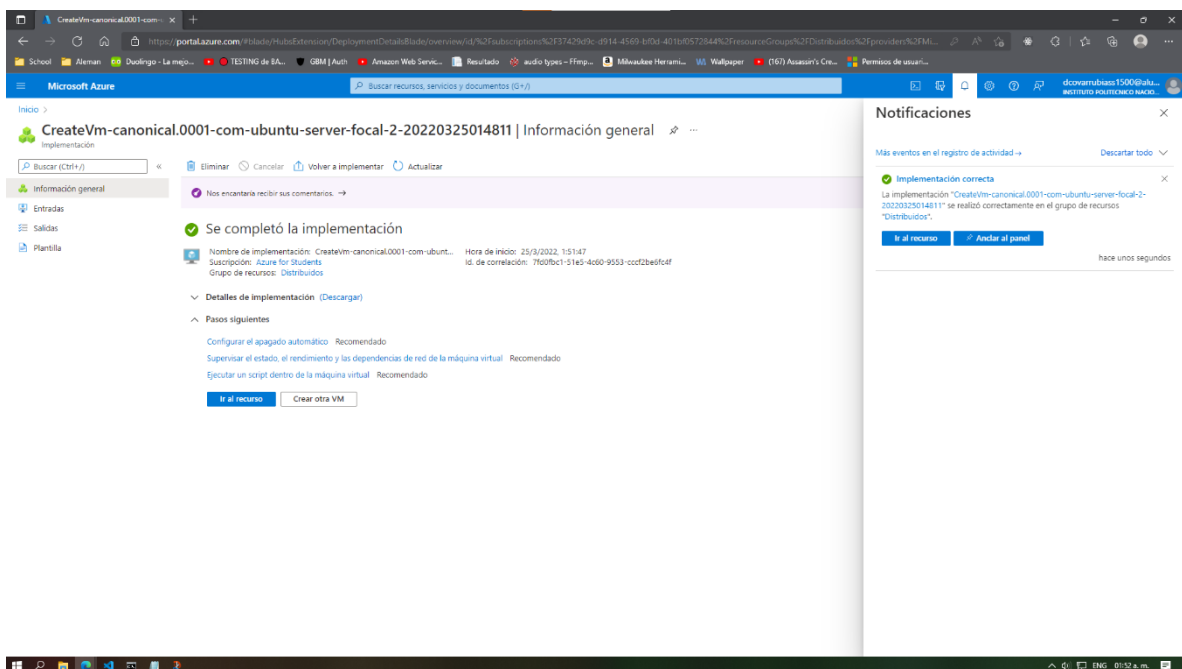 CreateVm-canonical.0001-com-u
https://portal.azure.com/#blade/HubsExtension/DeploymentDetailsBlade/overview/id/%2Fsubscriptions%2F37429d9c-d914-4569-bf0d-401bf0572844%2FresourceGroups%2FDistribuidos%2Fproviders%2FMi...
School Aleman Duolingo - La mejo... TESTING de BA... GBM | Auth Amazon Web Servic... Resultado audio types – FFmp... Milwaukee Herrami... Wallpaper (167) Assassin's Cre... Permisos de usuari...
Microsoft Azure
Buscar recursos, servicios y documentos (G+/)
dcovarrubiass1500@alu...
INSTITUTO POLITECNICO NACIO...
Inicio >
CreateVm-canonical.0001-com-ubuntu-server-focal-2-20220325014811 | Información general
Implementación
Buscar (Ctrl+/)
Información general
Entradas
Salidas
Plantilla
Eliminar Cancelar Volver a implementar Actualizar
Nos encantaría recibir sus comentarios. →
Se completó la implementación
Nombre de implementación: CreateVm-canonical.0001-com-ubunt... Hora de inicio: 25/3/2022, 1:51:47
Suscripción: Azure for Students Id. de correlación: 7fd0fbc1-51e5-4c60-9553-cccf2be6fc4f
Grupo de recursos: Distribuidos
Detalles de implementación (Descargar)
Pasos siguientes
Configurar el apagado automático Recomendado
Supervisar el estado, el rendimiento y las dependencias de red de la máquina virtual Recomendado
Ejecutar un script dentro de la máquina virtual Recomendado
Ir al recurso Crear otra VM
Notificaciones
Más eventos en el registro de actividad → Descartar todo
Implementación correcta
La implementación "CreateVm-canonical.0001-com-ubuntu-server-focal-2-
20220325014811" se realizó correctamente en el grupo de recursos
"Distribuidos".
Ir al recurso Anclar al panel
hace unos segundos
ENG 01:52 a. m.